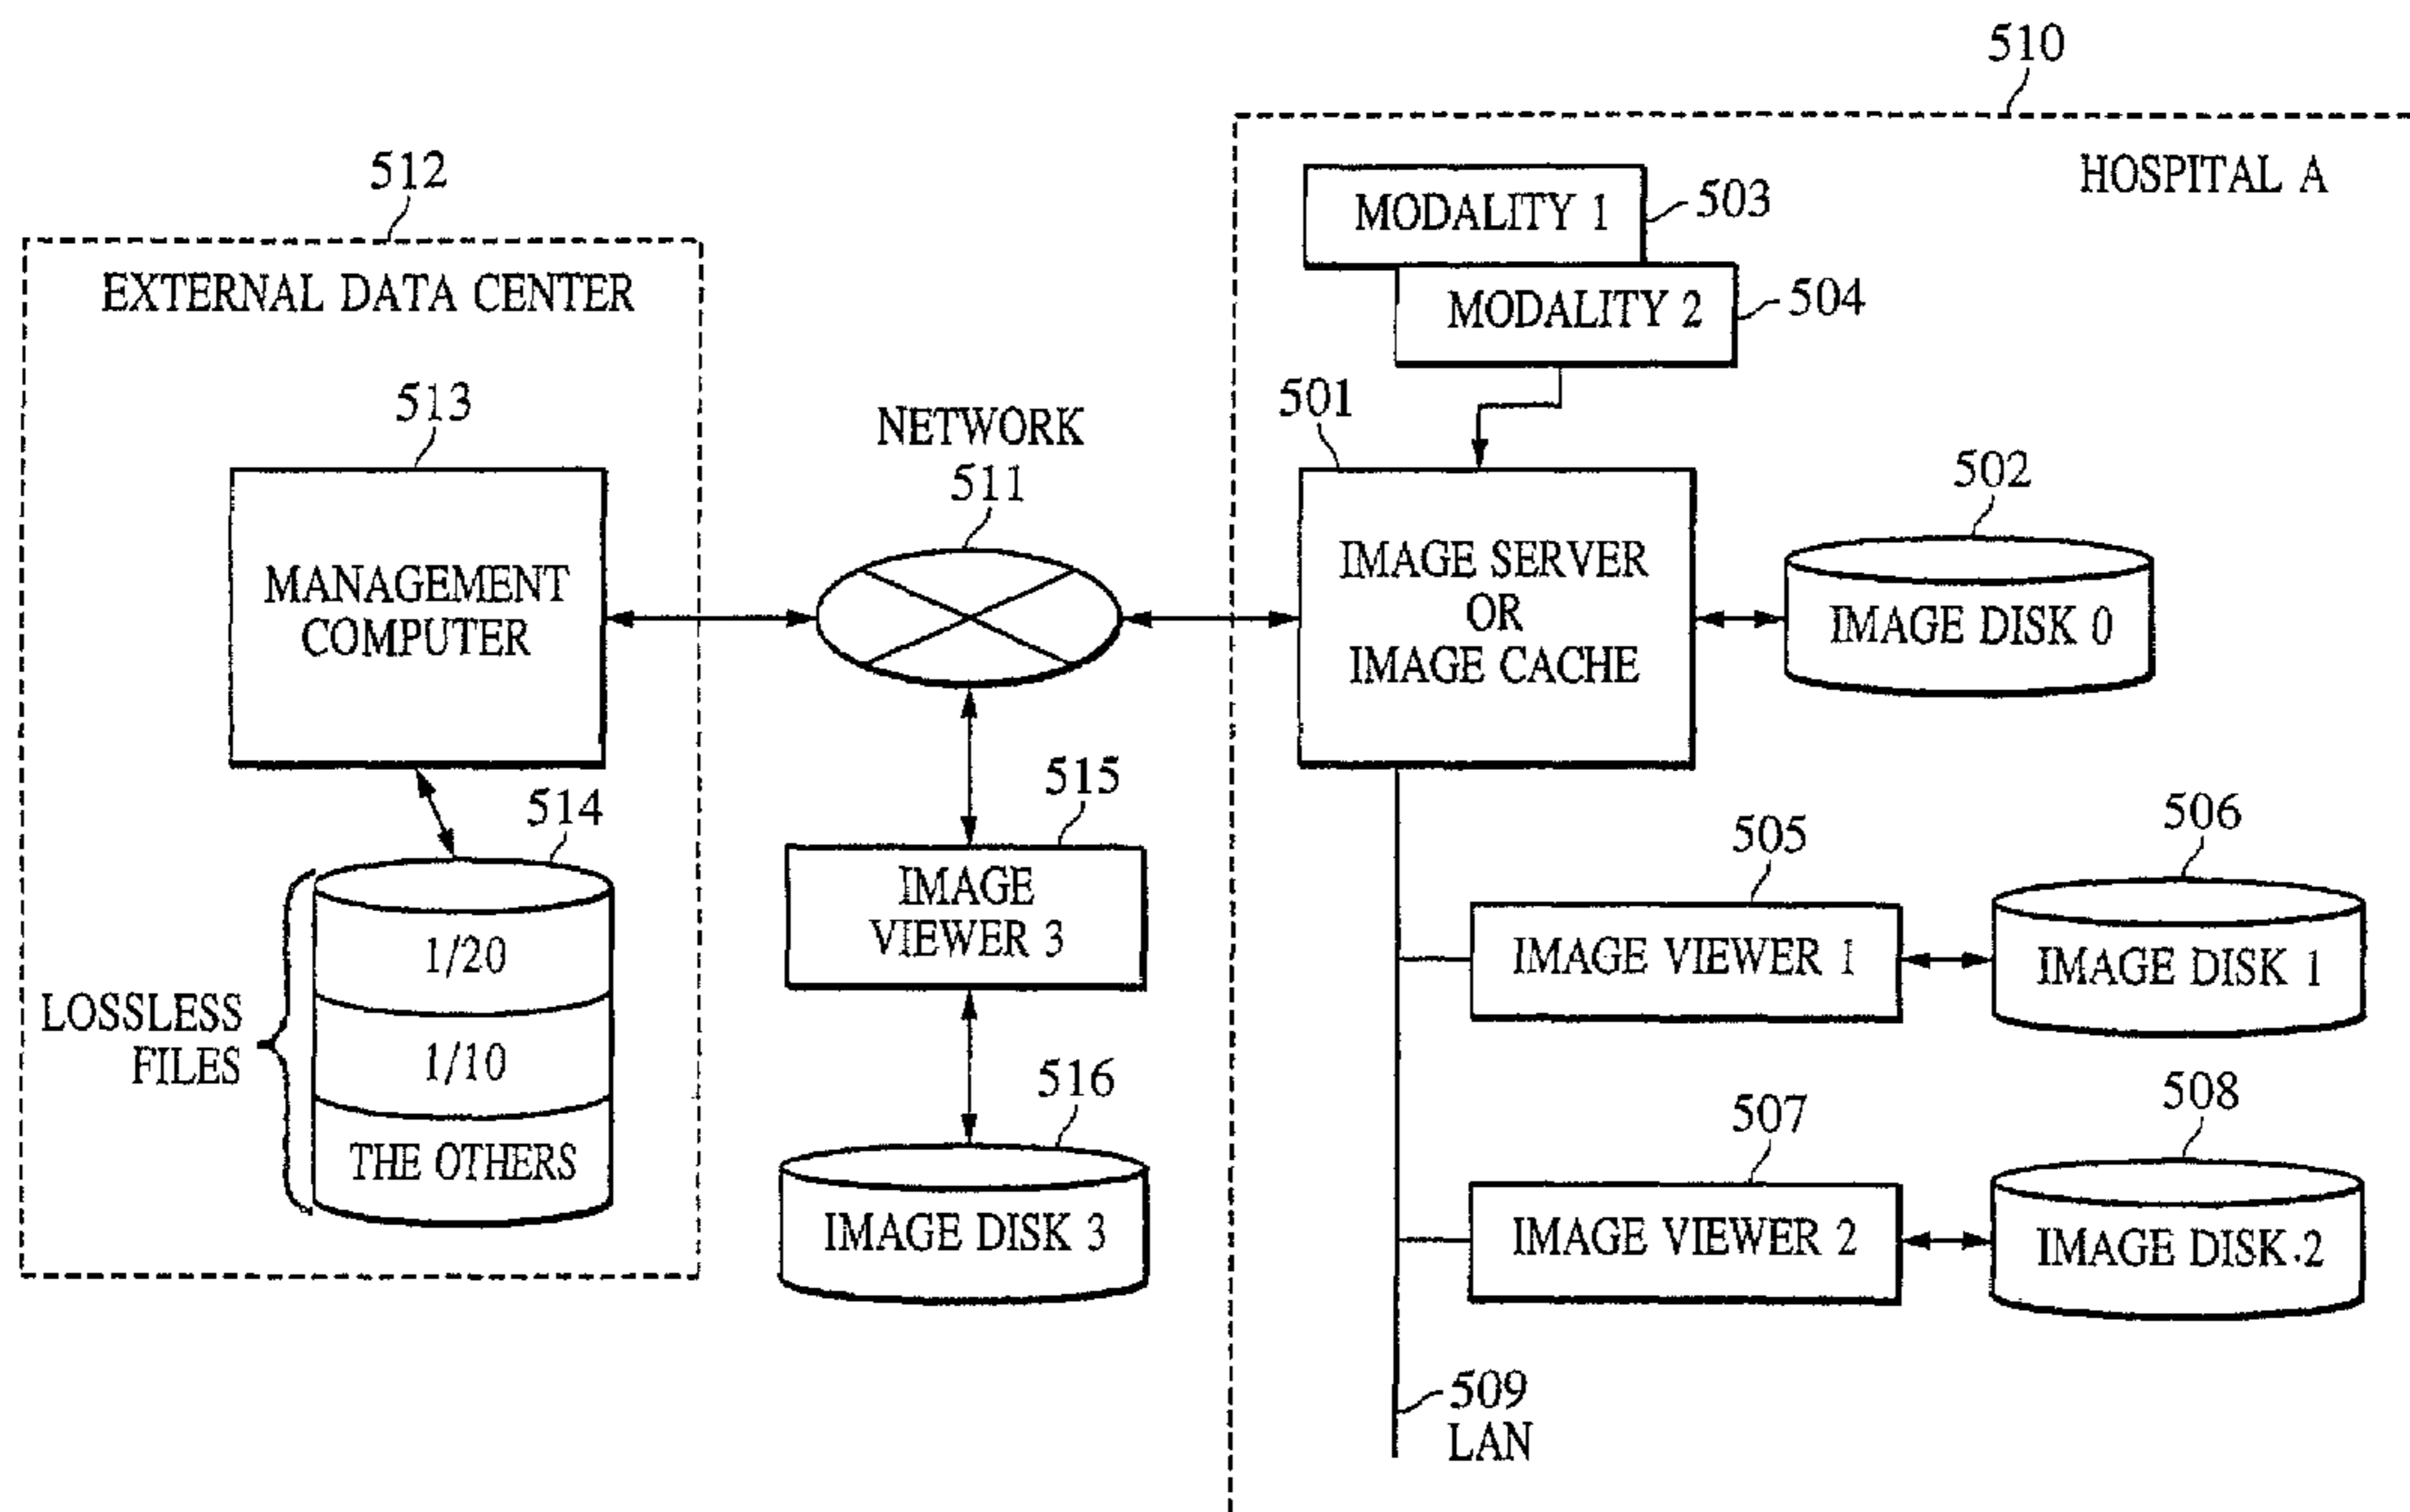 510
HOSPITAL A
512
EXTERNAL DATA CENTER
MODALITY 1
503
MODALITY 2
504
513
MANAGEMENT
COMPUTER
NETWORK
511
501
IMAGE SERVER
OR
IMAGE CACHE
502
IMAGE DISK 0
514
LOSSLESS
FILES
1/20
1/10
THE OTHERS
515
IMAGE
VIEWER 3
516
IMAGE DISK 3
505
IMAGE VIEWER 1
506
IMAGE DISK 1
507
IMAGE VIEWER 2
508
IMAGE DISK 2
509
LAN